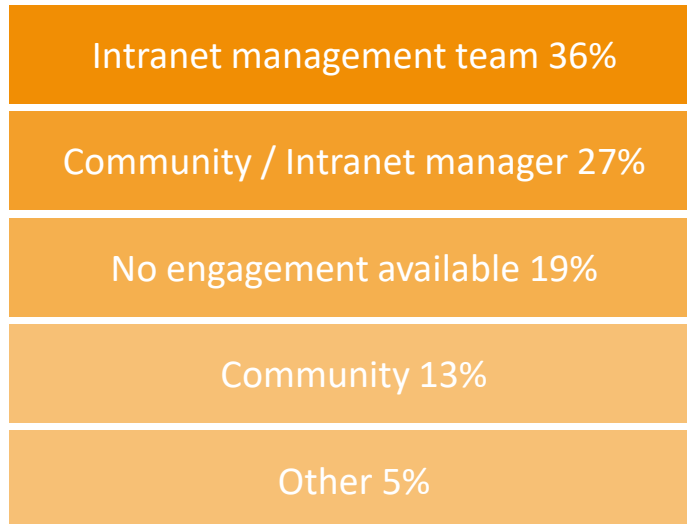 Intranet management team 36%
Community / Intranet manager 27%
No engagement available 19%
Community 13%
Other 5%